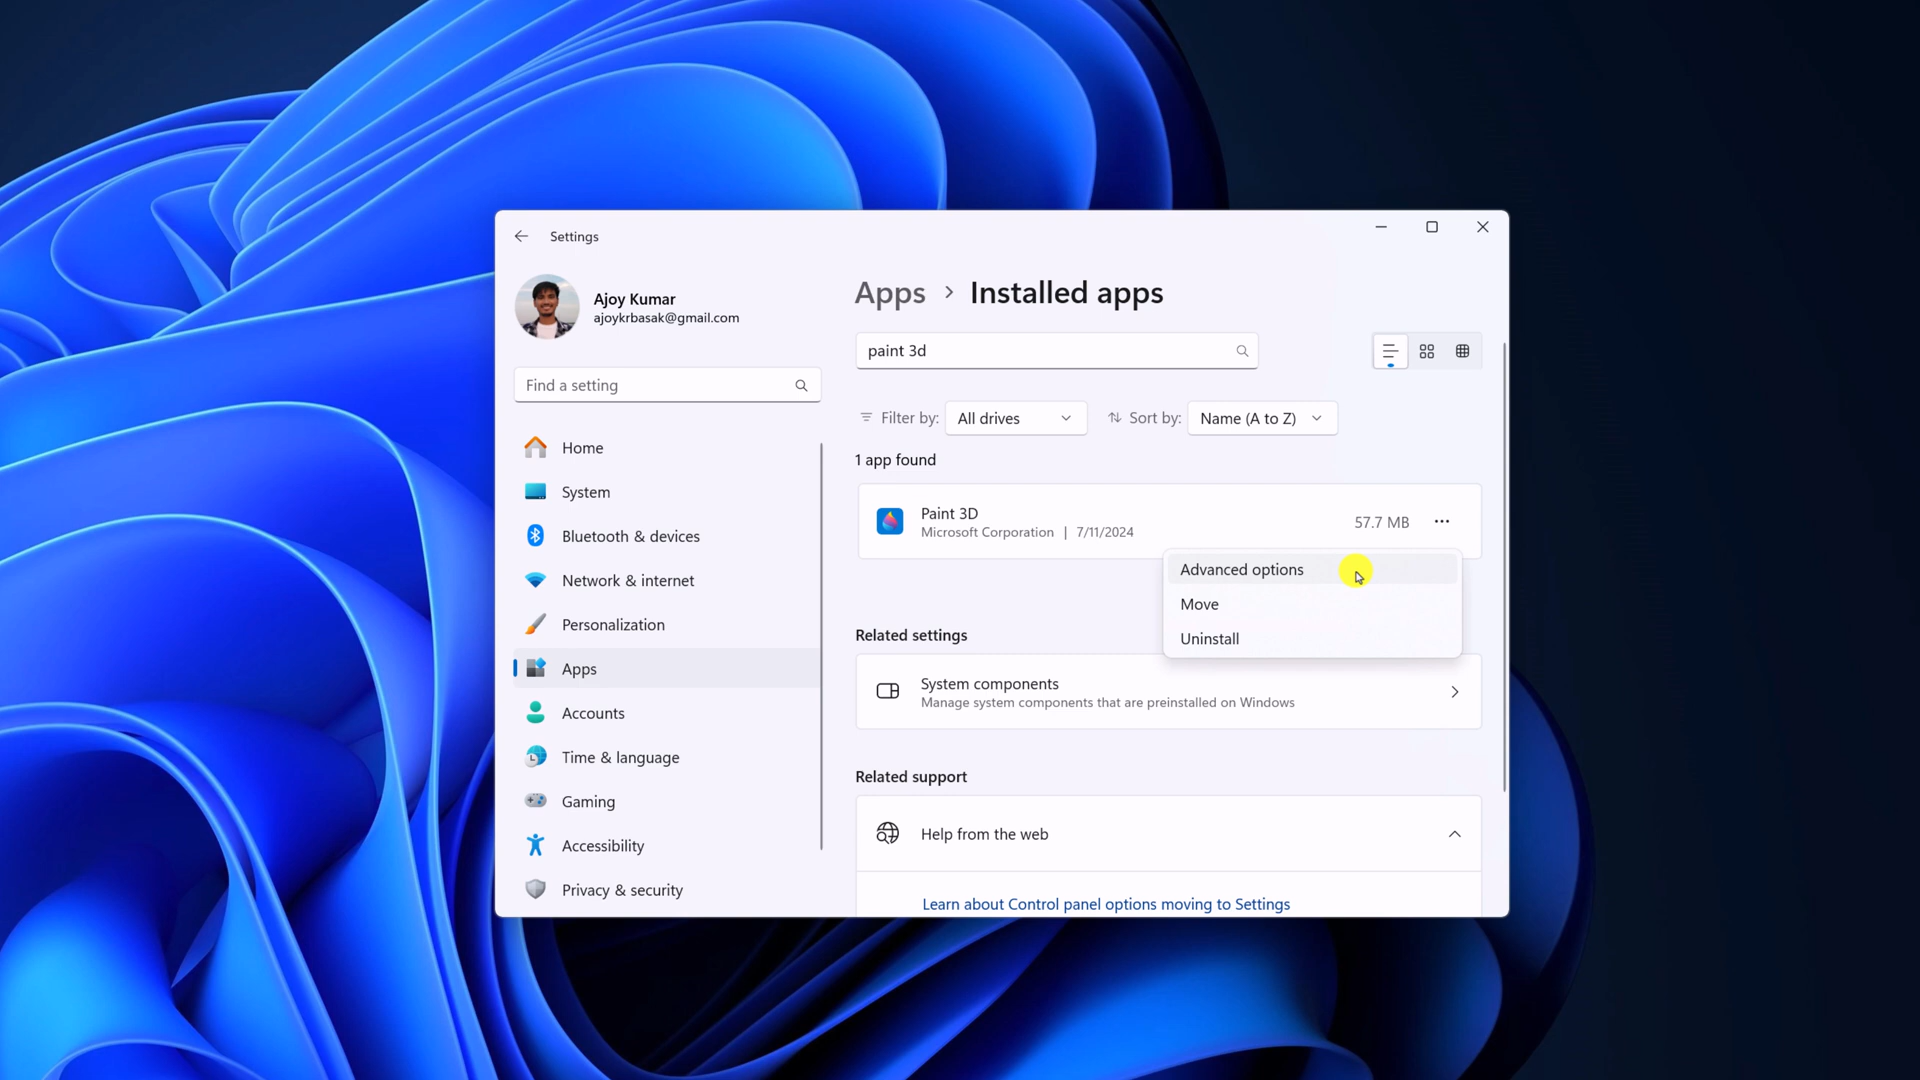 Settings
Ajoy Kumar
ajoykrbasak@gmail.com
Find a setting
Home
System
Bluetooth & devices
Network & internet
Personalization
Apps
Accounts
Time & language
Gaming
Accessibility
Privacy & security
Apps > Installed apps
paint 3d
Filter by: All drives Sort by: Name (A to Z)
1 app found
Paint 3D
Microsoft Corporation | 7/11/2024
57.7 MB
Advanced options
Move
Uninstall
Related settings
System components
Manage system components that are preinstalled on Windows
Related support
Help from the web
Learn about Control panel options moving to Settings